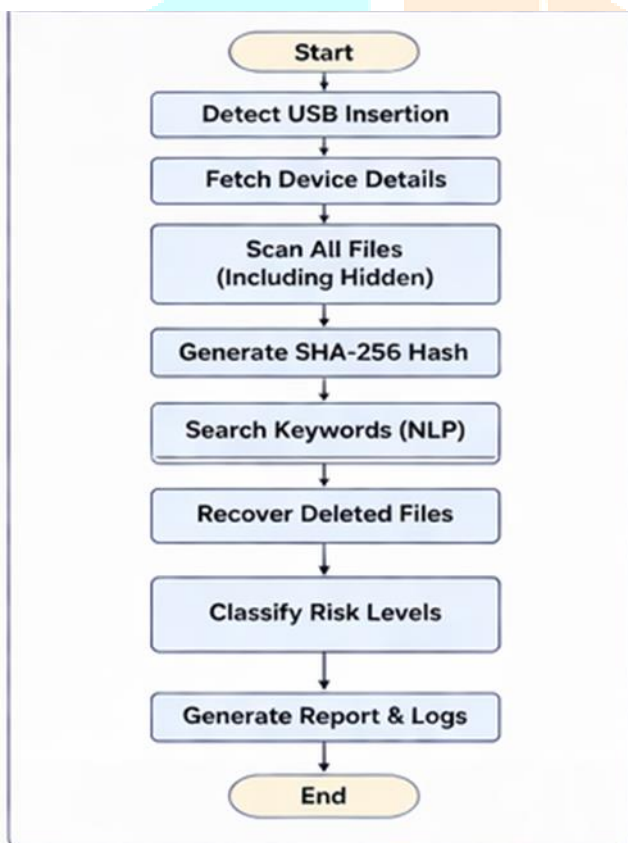 Start
Detect USB Insertion
Fetch Device Details
Scan All Files
(Including Hidden)
Generate SHA-256 Hash
Search Keywords (NLP)
Recover Deleted Files
Classify Risk Levels
Generate Report & Logs
End